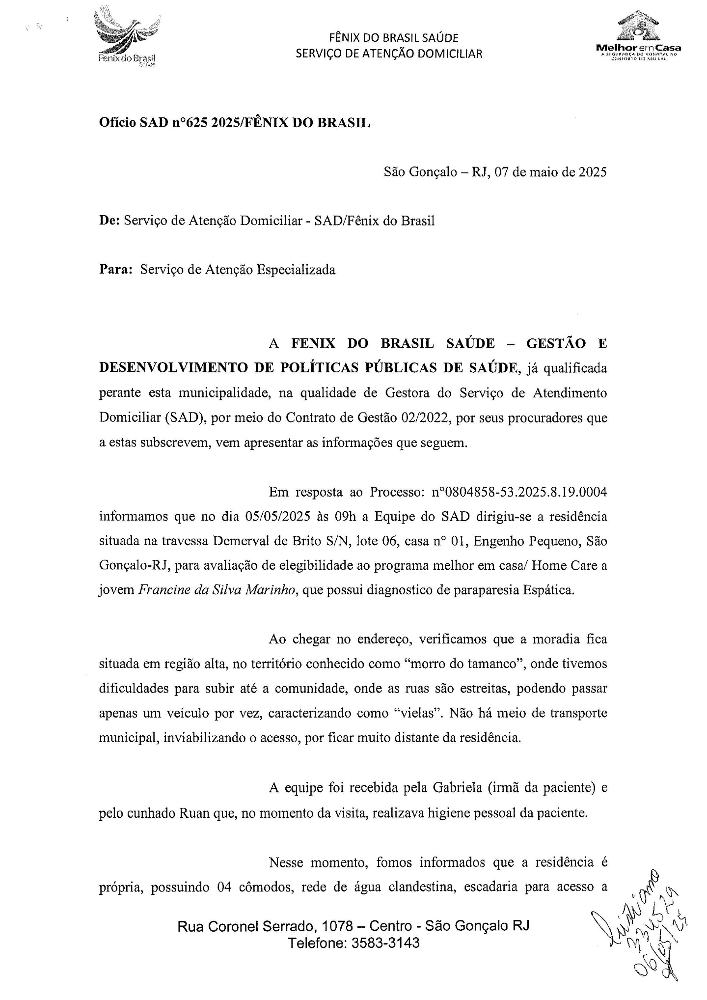 Fênix do Brasil
Saúde
FÊNIX DO BRASIL SAÚDE
SERVIÇO DE ATENÇÃO DOMICILIAR
Melhor em Casa
A SEGURANÇA DO HOSPITAL NO
CONFORTO DO SEU LAR
Ofício SAD n°625 2025/FÊNIX DO BRASIL
São Gonçalo – RJ, 07 de maio de 2025
De: Serviço de Atenção Domiciliar - SAD/Fênix do Brasil
Para: Serviço de Atenção Especializada
A FENIX DO BRASIL SAÚDE – GESTÃO E
DESENVOLVIMENTO DE POLÍTICAS PÚBLICAS DE SAÚDE, já qualificada
perante esta municipalidade, na qualidade de Gestora do Serviço de Atendimento
Domiciliar (SAD), por meio do Contrato de Gestão 02/2022, por seus procuradores que
a estas subscrevem, vem apresentar as informações que seguem.
Em resposta ao Processo: n°0804858-53.2025.8.19.0004
informamos que no dia 05/05/2025 às 09h a Equipe do SAD dirigiu-se a residência
situada na travessa Demerval de Brito S/N, lote 06, casa n° 01, Engenho Pequeno, São
Gonçalo-RJ, para avaliação de elegibilidade ao programa melhor em casa/ Home Care a
jovem Francine da Silva Marinho, que possui diagnostico de paraparesia Espática.
Ao chegar no endereço, verificamos que a moradia fica
situada em região alta, no território conhecido como “morro do tamanco”, onde tivemos
dificuldades para subir até a comunidade, onde as ruas são estreitas, podendo passar
apenas um veículo por vez, caracterizando como “vielas”. Não há meio de transporte
municipal, inviabilizando o acesso, por ficar muito distante da residência.
A equipe foi recebida pela Gabriela (irmã da paciente) e
pelo cunhado Ruan que, no momento da visita, realizava higiene pessoal da paciente.
Nesse momento, fomos informados que a residência é
própria, possuindo 04 cômodos, rede de água clandestina, escadaria para acesso a
Rua Coronel Serrado, 1078 – Centro - São Gonçalo RJ
Telefone: 3583-3143
334529
06/05/25